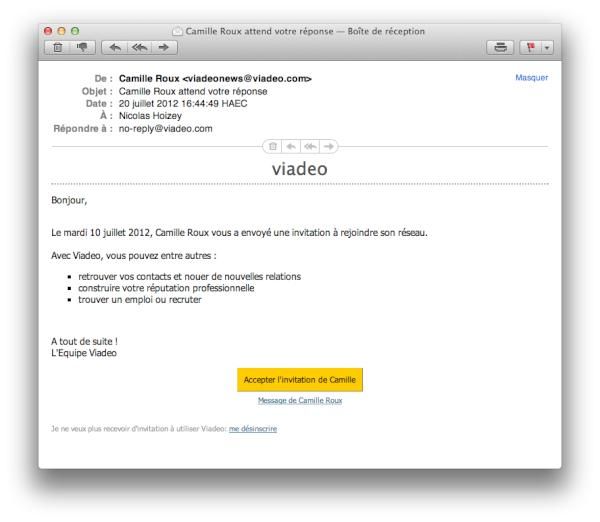 Camille Roux attend votre réponse — Boîte de réception
De : Camille Roux <viadeonews@viadeo.com>
Masquer
Objet : Camille Roux attend votre réponse
Date : 20 juillet 2012 16:44:49 HAEC
À : Nicolas Hoizey
Répondre à : no-reply@viadeo.com
viadeo
Bonjour,
Le mardi 10 juillet 2012, Camille Roux vous a envoyé une invitation à rejoindre son réseau.
Avec Viadeo, vous pouvez entre autres :
▪ retrouver vos contacts et nouer de nouvelles relations
▪ construire votre réputation professionnelle
▪ trouver un emploi ou recruter
A tout de suite !
L'Equipe Viadeo
Accepter l'invitation de Camille
Message de Camille Roux
Je ne veux plus recevoir d'invitation à utiliser Viadeo: me désinscrire